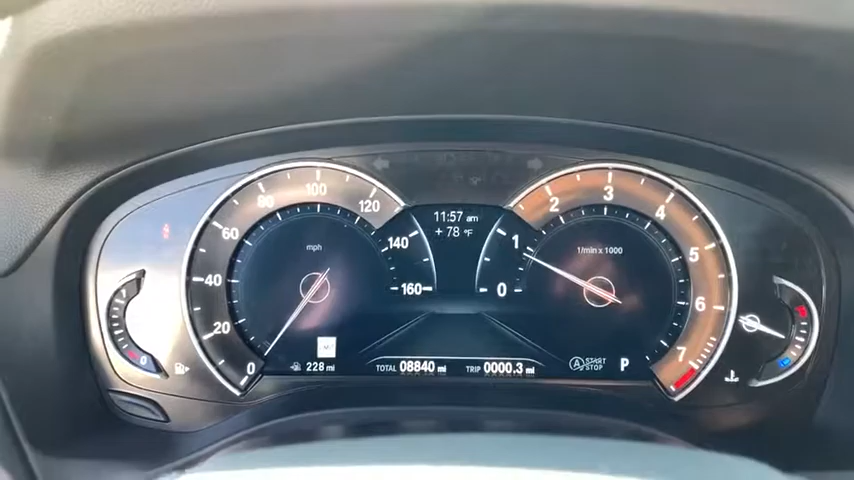 11:57 am
+ 78 °F
mph
0
20
40
60
80
100
120
140
160
1/min x 1000
0
1
2
3
4
5
6
7
0
228 mi
TOTAL 08840 mi
TRIP 0000.3 mi
A START STOP
P